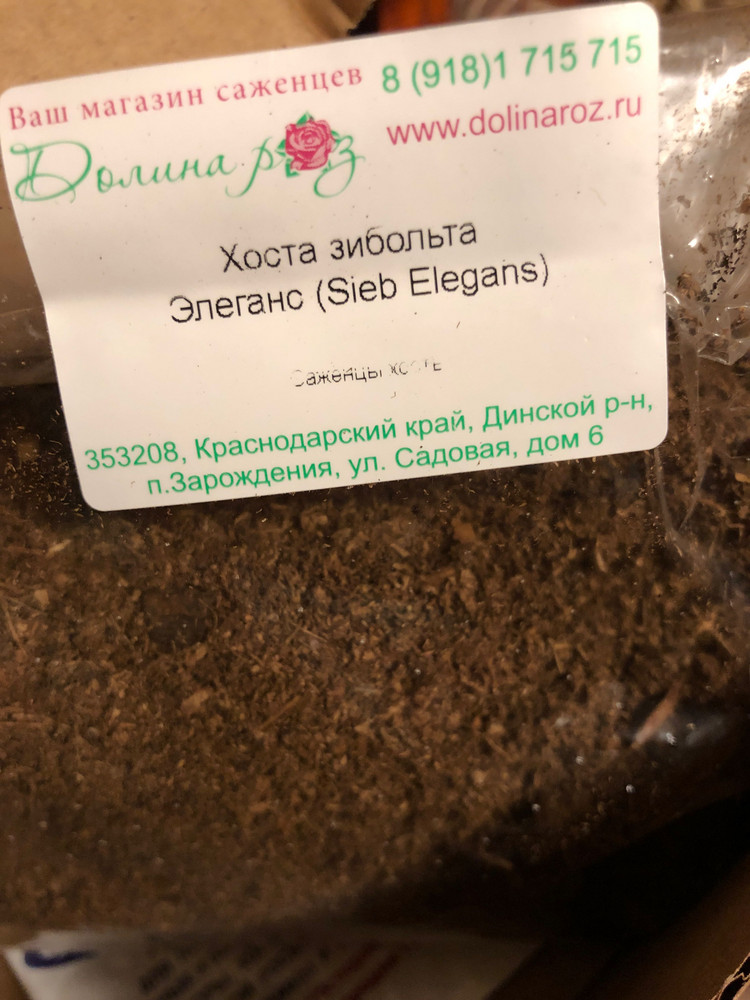 Ваш магазин саженцев
8 (918)1 715 715
Долина роз
www.dolinaroz.ru
Хоста зибольта
Элеганс (Sieb Elegans)
353208, Краснодарский край, Динской р-н,
п.Зарождения, ул. Садовая, дом 6